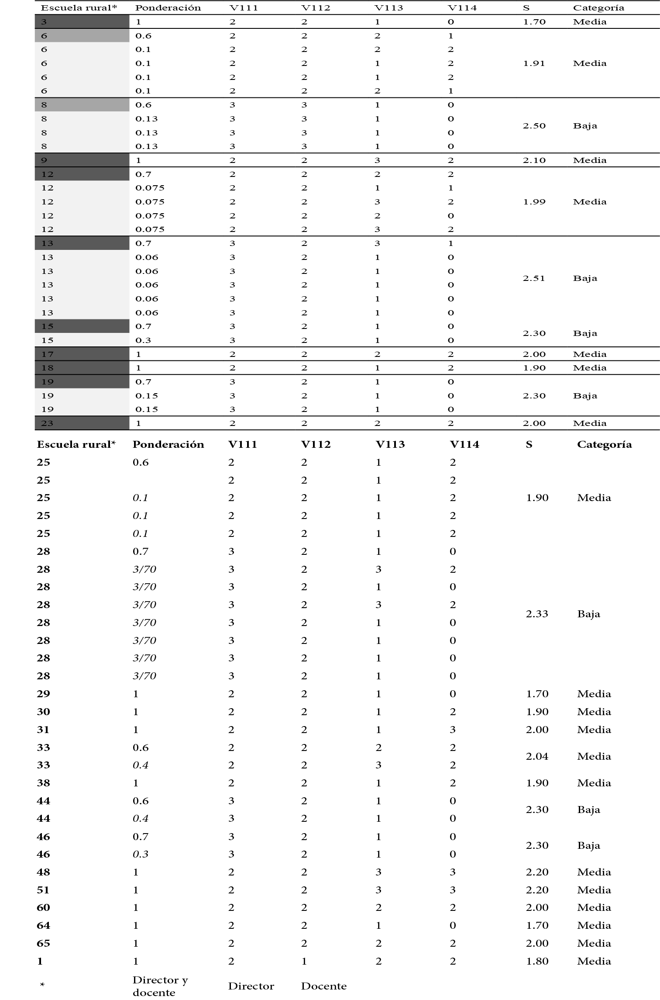 Escuela rural* Ponderación V111 V112 V113 V114 S Categoría
3 1 2 2 1 0 1.70 Media
6 0.6 2 2 2 1
6 0.1 2 2 2 2
6 0.1 2 2 1 2 1.91 Media
6 0.1 2 2 1 2
6 0.1 2 2 2 1
8 0.6 3 3 1 0
8 0.13 3 3 1 0
2.50 Baja
8 0.13 3 3 1 0
8 0.13 3 3 1 0
9 1 2 2 3 2 2.10 Media
12 0.7 2 2 2 2
12 0.075 2 2 1 1
12 0.075 2 2 3 2 1.99 Media
12 0.075 2 2 2 0
12 0.075 2 2 3 2
13 0.7 3 2 3 1
13 0.06 3 2 1 0
13 0.06 3 2 1 0
2.51 Baja
13 0.06 3 2 1 0
13 0.06 3 2 1 0
13 0.06 3 2 1 0
15 0.7 3 2 1 0
2.30 Baja
15 0.3 3 2 1 0
17 1 2 2 2 2 2.00 Media
18 1 2 2 1 2 1.90 Media
19 0.7 3 2 1 0
19 0.15 3 2 1 0 2.30 Baja
19 0.15 3 2 1 0
23 1 2 2 2 2 2.00 Media
Escuela rural* Ponderación V111 V112 V113 V114 S Categoría
25 0.6 2 2 1 2
25 2 2 1 2
25 0.1 2 2 1 2 1.90 Media
25 0.1 2 2 1 2
25 0.1 2 2 1 2
28 0.7 3 2 1 0
28 3/70 3 2 3 2
28 3/70 3 2 1 0
28 3/70 3 2 3 2
2.33 Baja
28 3/70 3 2 1 0
28 3/70 3 2 1 0
28 3/70 3 2 1 0
28 3/70 3 2 1 0
29 1 2 2 1 0 1.70 Media
30 1 2 2 1 2 1.90 Media
31 1 2 2 1 3 2.00 Media
33 0.6 2 2 2 2
2.04 Media
33 0.4 2 2 3 2
38 1 2 2 1 2 1.90 Media
44 0.6 3 2 1 0
2.30 Baja
44 0.4 3 2 1 0
46 0.7 3 2 1 0
2.30 Baja
46 0.3 3 2 1 0
48 1 2 2 3 3 2.20 Media
51 1 2 2 3 3 2.20 Media
60 1 2 2 2 2 2.00 Media
64 1 2 2 1 0 1.70 Media
65 1 2 2 2 2 2.00 Media
1 1 2 1 2 2 1.80 Media
* Director y docente Director Docente